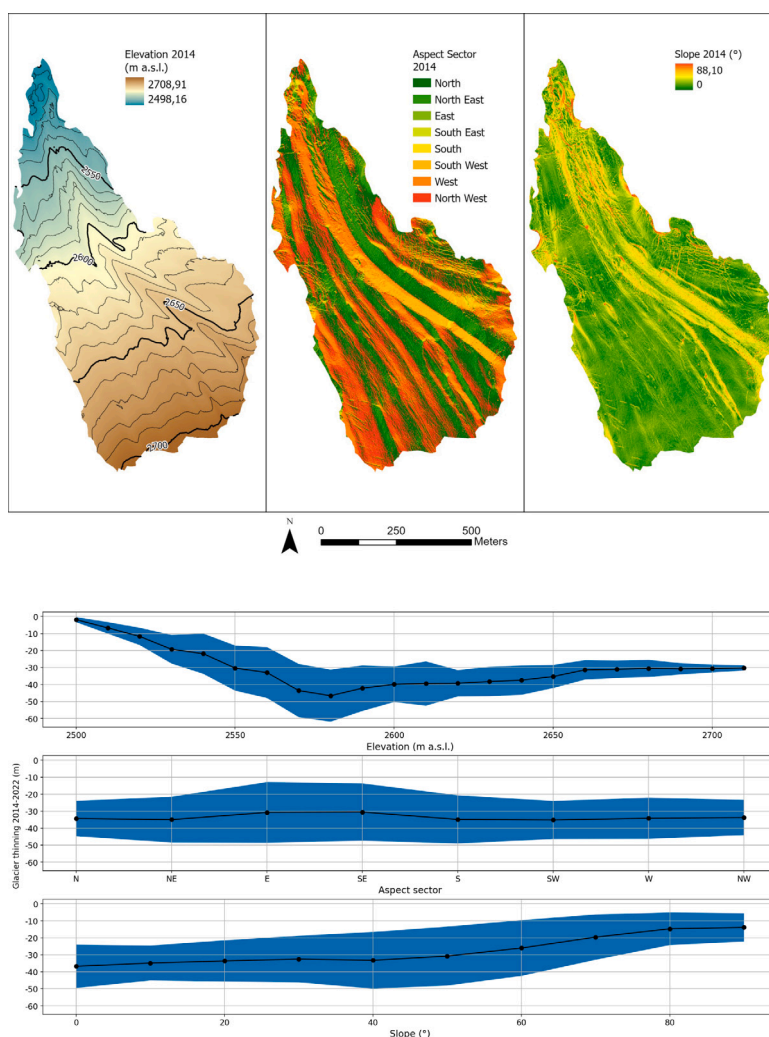 Elevation 2014
(m a.s.l.)
2708,91
2498,16
2550
2600
2650
2700
Aspect Sector
2014
North
North East
East
South East
South
South West
West
North West
Slope 2014 (°)
88,10
0
N
0 250 500
Meters
Glacier thinning 2014-2022 (m)
0
-10
-20
-30
-40
-50
-60
2500 2550 2600 2650 2700
Elevation (m a.s.l.)
0
-10
-20
-30
-40
-50
-60
N NE E SE S SW W NW
Aspect sector
0
-10
-20
-30
-40
-50
-60
0 20 40 60 80
Slope (°)